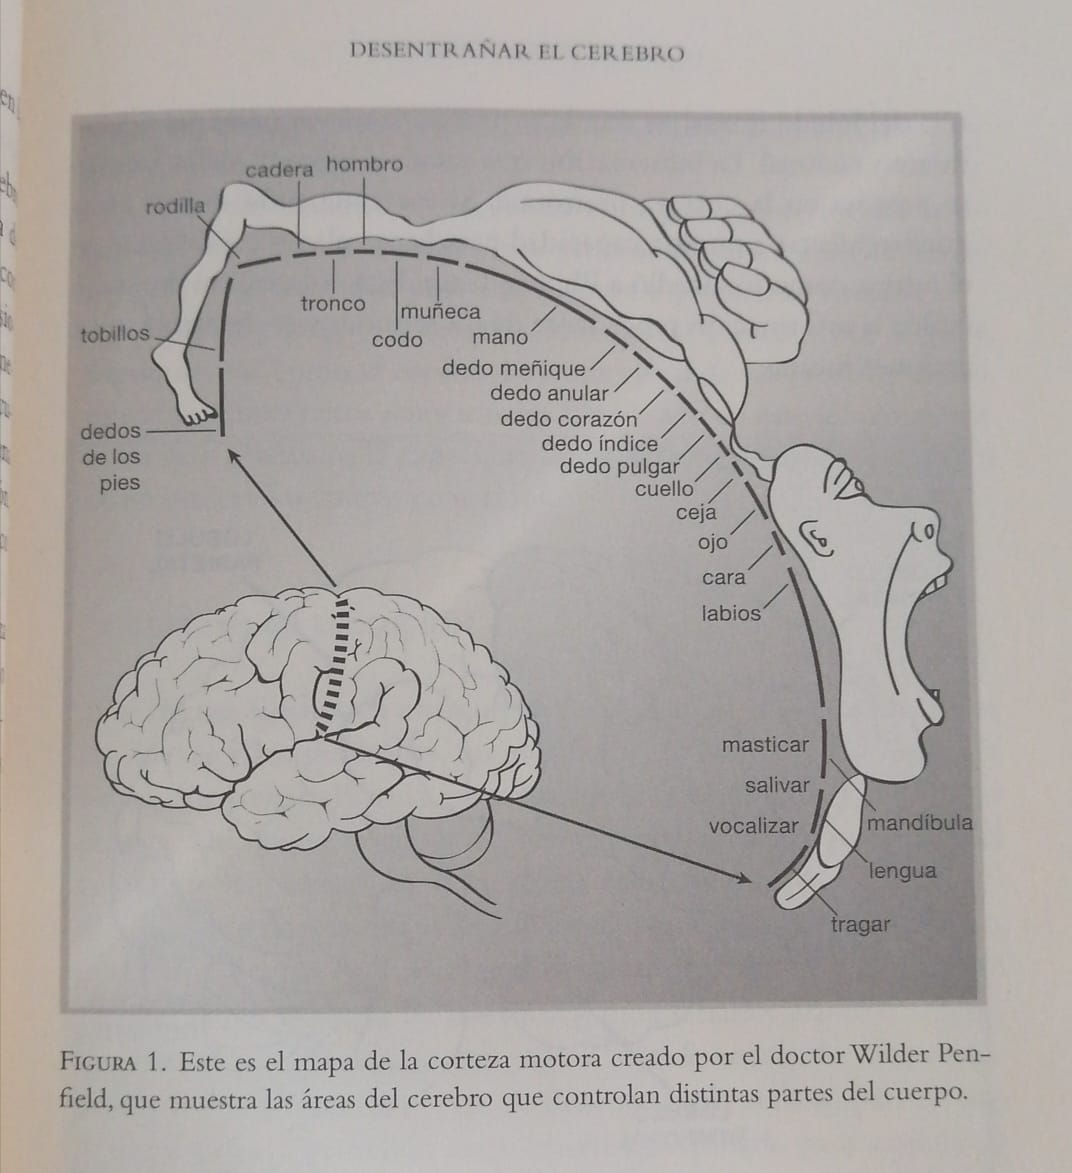 DESENTRAÑAR EL CEREBRO
cadera
hombro
rodilla
tronco
muñeca
tobillos
codo
mano
dedo meñique
dedo anular
dedo corazón
dedos
de los
pies
dedo índice
dedo pulgar
cuello
ceja
ojo
cara
labios
masticar
salivar
vocalizar
mandíbula
lengua
tragar
FIGURA 1. Este es el mapa de la corteza motora creado por el doctor Wilder Pen-
field, que muestra las áreas del cerebro que controlan distintas partes del cuerpo.